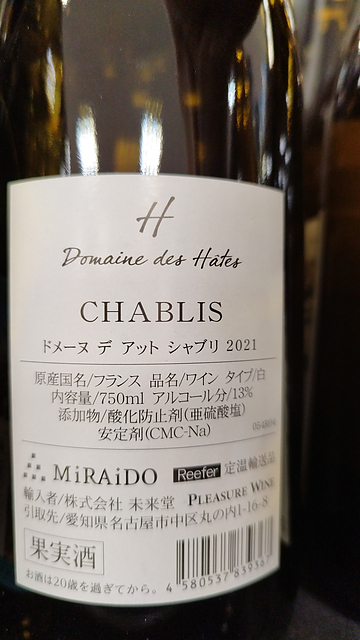 H
Domaine des Hâtes
CHABLIS
ドメーヌ デ アット シャブリ 2021
原産国名/フランス 品名/ワイン タイプ/白
内容量/750ml アルコール分/13%
添加物/酸化防止剤(亜硫酸塩)
安定剤(CMC-Na)
MiRAiDO Reefer 定温輸送品
輸入者/株式会社 未来堂 PLEASURE WINE
引取先/愛知県名古屋市中区丸の内1-16-8
果実酒
お酒は20歳を過ぎてから。
4 580537 839367